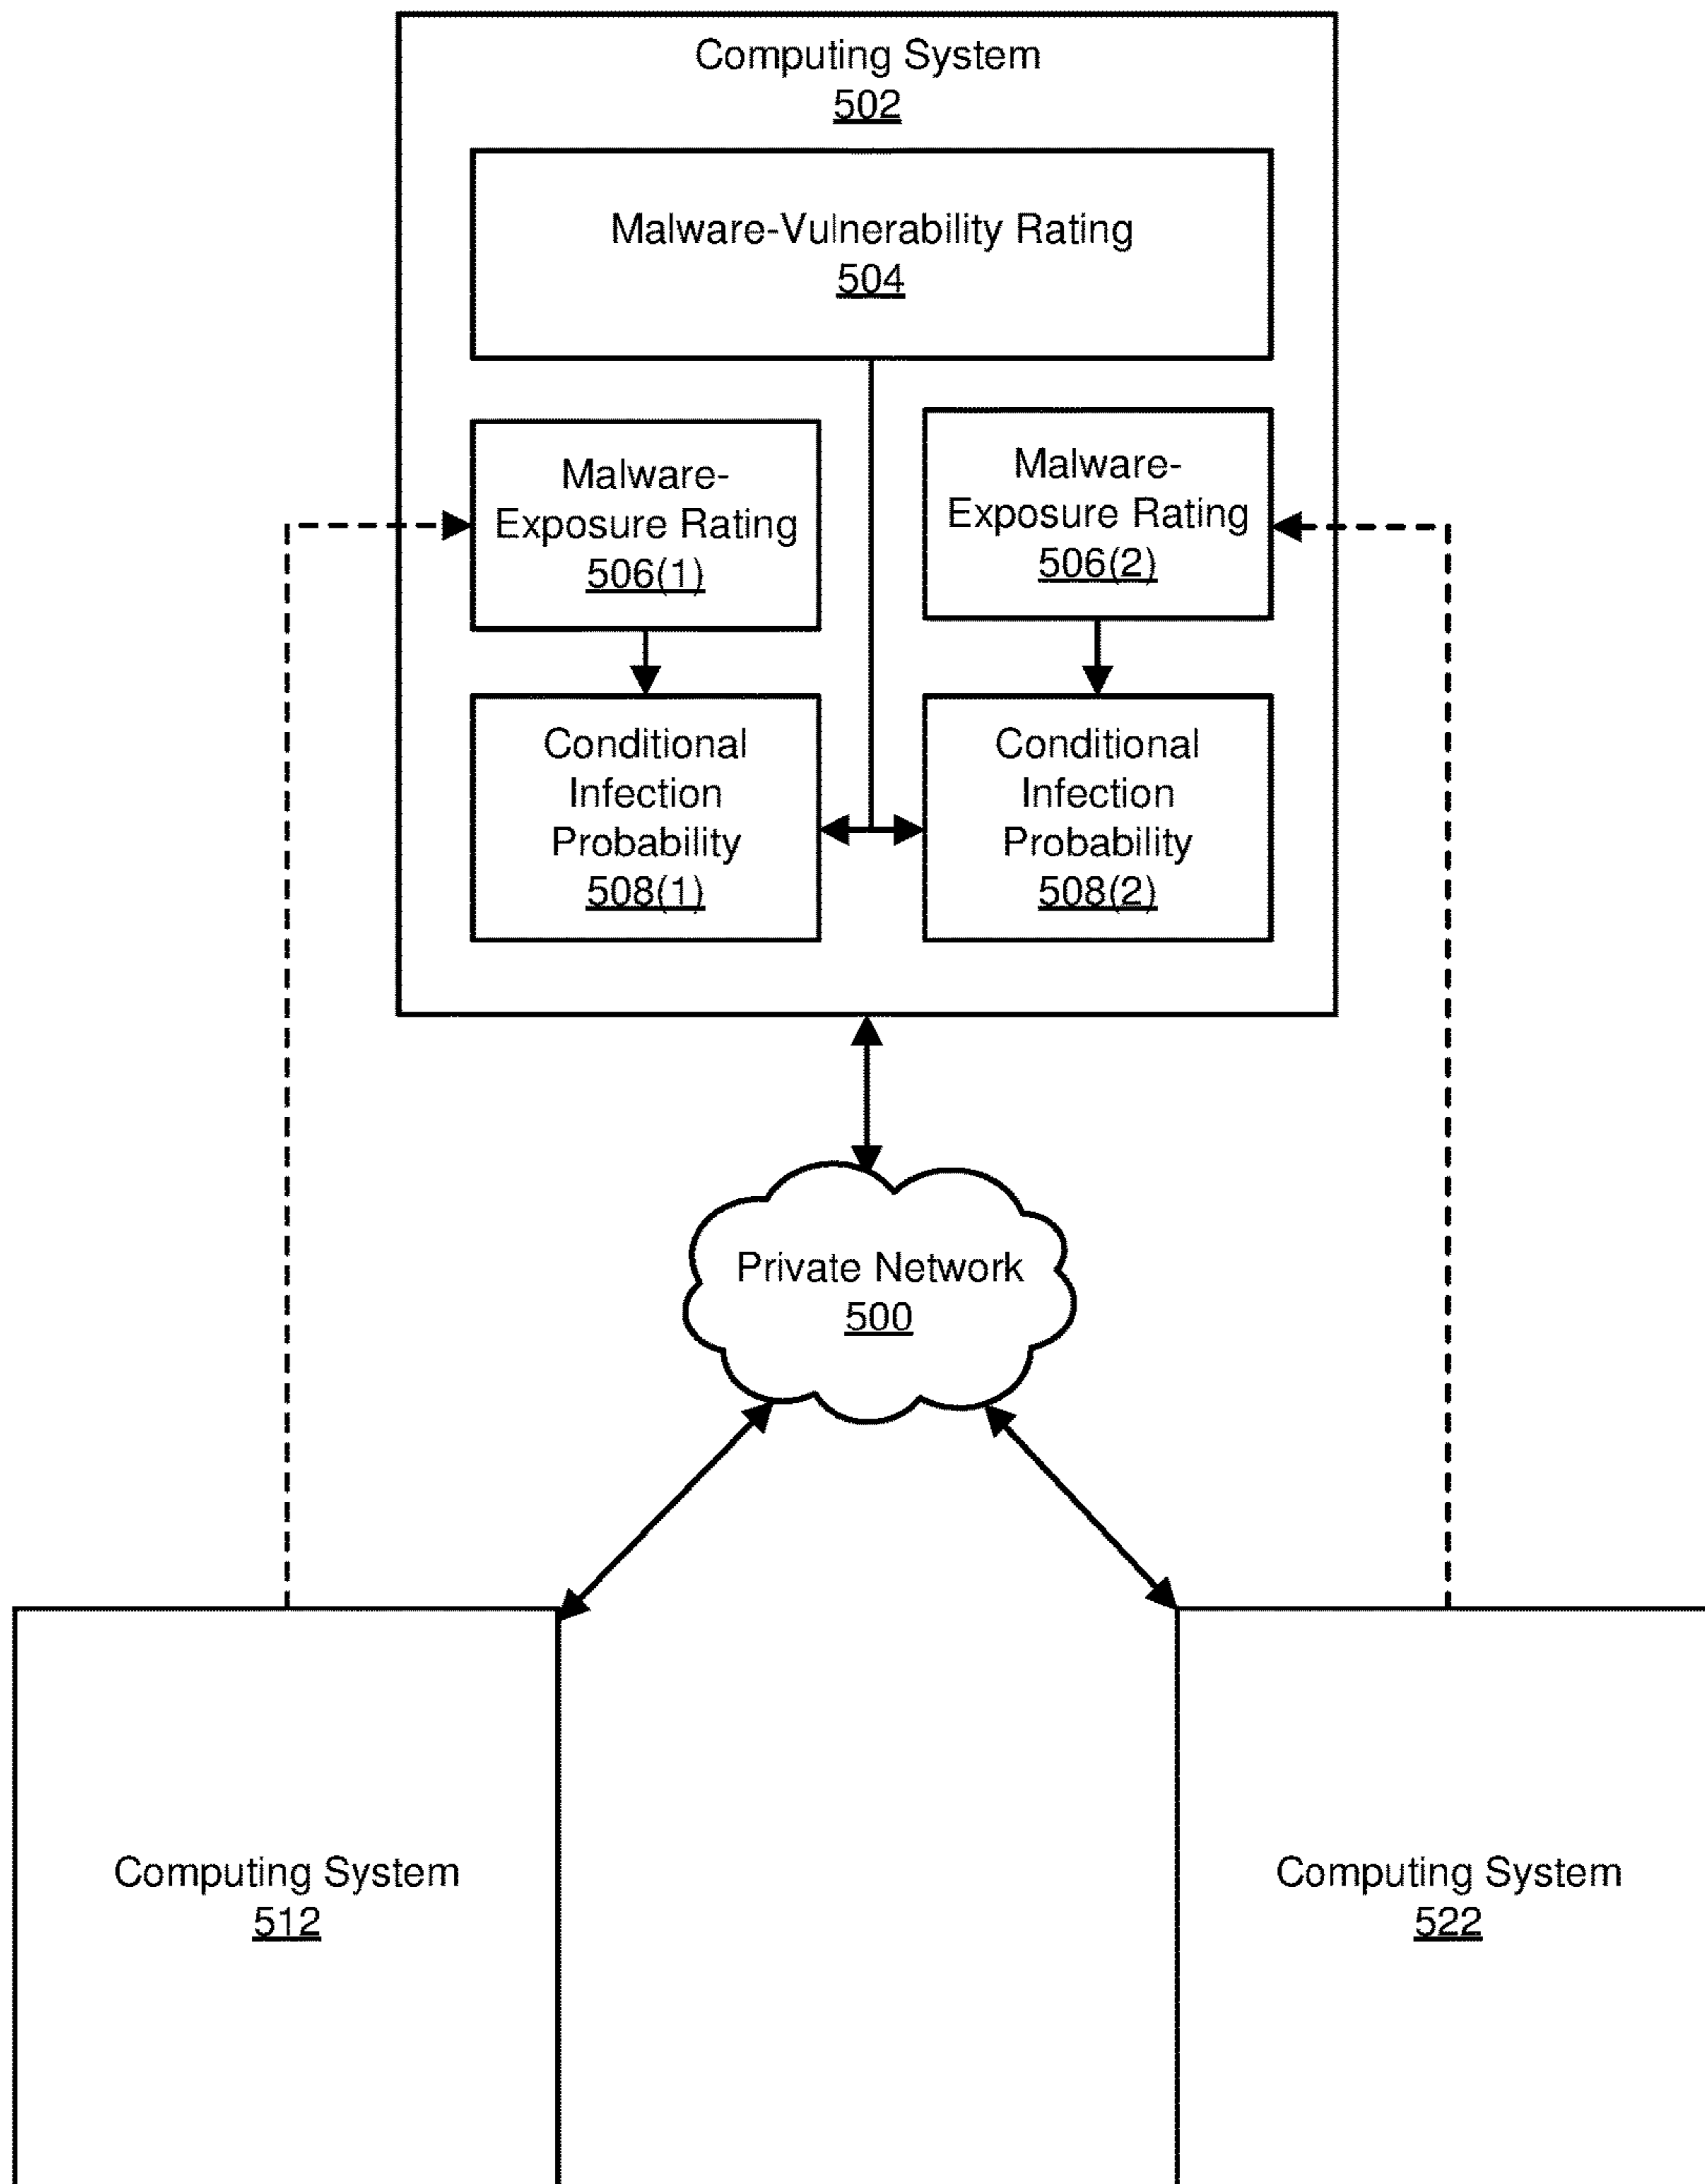 Computing System
502
Malware-Vulnerability Rating
504
Malware-
Exposure Rating
506(1)
Malware-
Exposure Rating
506(2)
Conditional
Infection
Probability
508(1)
Conditional
Infection
Probability
508(2)
Private Network
500
Computing System
512
Computing System
522